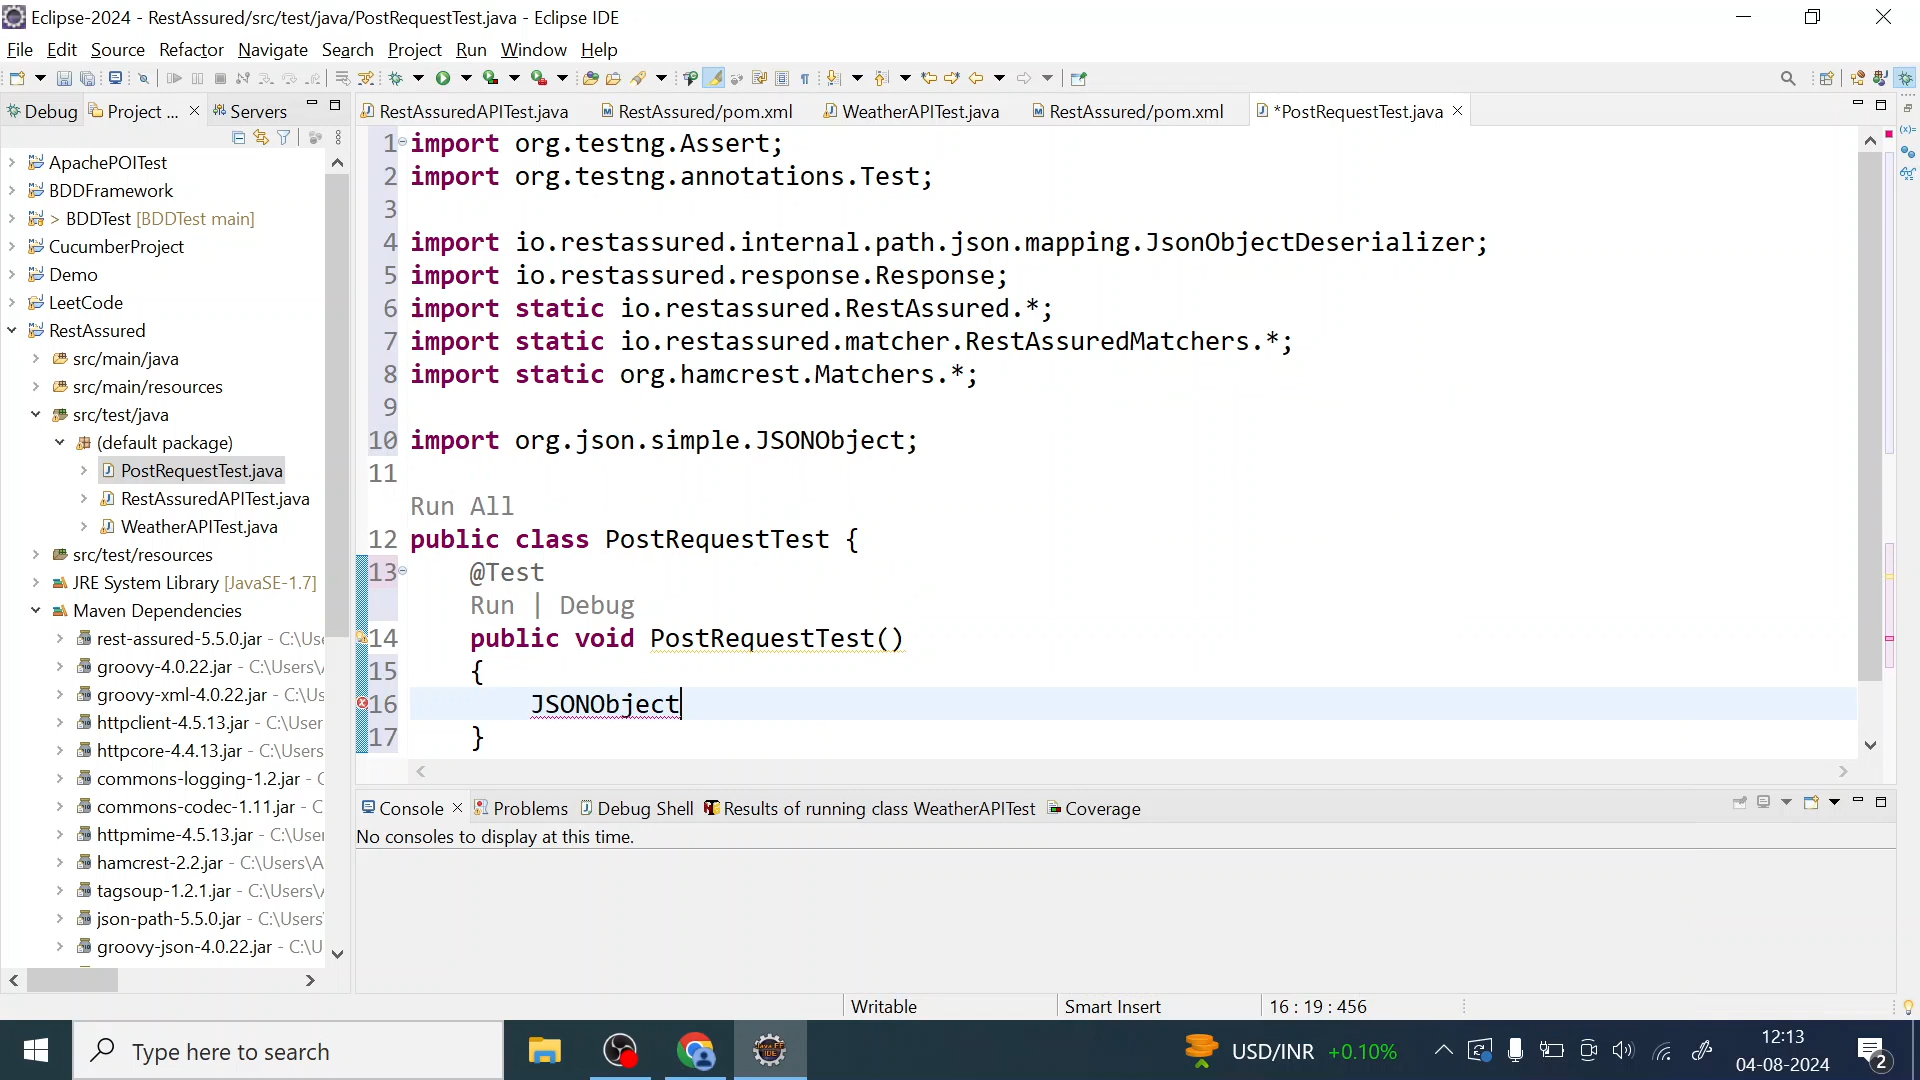 Eclipse-2024 - RestAssured/src/test/java/PostRequestTest.java - Eclipse IDE
File Edit Source Refactor Navigate Search Project Run Window Help
Debug Project ... Servers
RestAssuredAPITest.java RestAssured/pom.xml WeatherAPITest.java RestAssured/pom.xml *PostRequestTest.java
ApachePOITest
BDDFramework
> BDDTest [BDDTest main]
CucumberProject
Demo
LeetCode
RestAssured
src/main/java
src/main/resources
src/test/java
(default package)
PostRequestTest.java
RestAssuredAPITest.java
WeatherAPITest.java
src/test/resources
JRE System Library [JavaSE-1.7]
Maven Dependencies
rest-assured-5.5.0.jar - C:\Use
groovy-4.0.22.jar - C:\Users\
groovy-xml-4.0.22.jar - C:\Us
httpclient-4.5.13.jar - C:\Users
httpcore-4.4.13.jar - C:\Users
commons-logging-1.2.jar - C
commons-codec-1.11.jar - C
httpmime-4.5.13.jar - C:\User
hamcrest-2.2.jar - C:\Users\A
tagsoup-1.2.1.jar - C:\Users\
json-path-5.5.0.jar - C:\Users
groovy-json-4.0.22.jar - C:\U
1 import org.testng.Assert;
2 import org.testng.annotations.Test;
3
4 import io.restassured.internal.path.json.mapping.JsonObjectDeserializer;
5 import io.restassured.response.Response;
6 import static io.restassured.RestAssured.*;
7 import static io.restassured.matcher.RestAssuredMatchers.*;
8 import static org.hamcrest.Matchers.*;
9
10 import org.json.simple.JSONObject;
11
Run All
12 public class PostRequestTest {
13 @Test
Run | Debug
14 public void PostRequestTest()
15 {
16 JSONObject
17 }
Console Problems Debug Shell Results of running class WeatherAPITest Coverage
No consoles to display at this time.
Writable Smart Insert 16 : 19 : 456
Type here to search
USD/INR +0.10%
12:13
04-08-2024
2